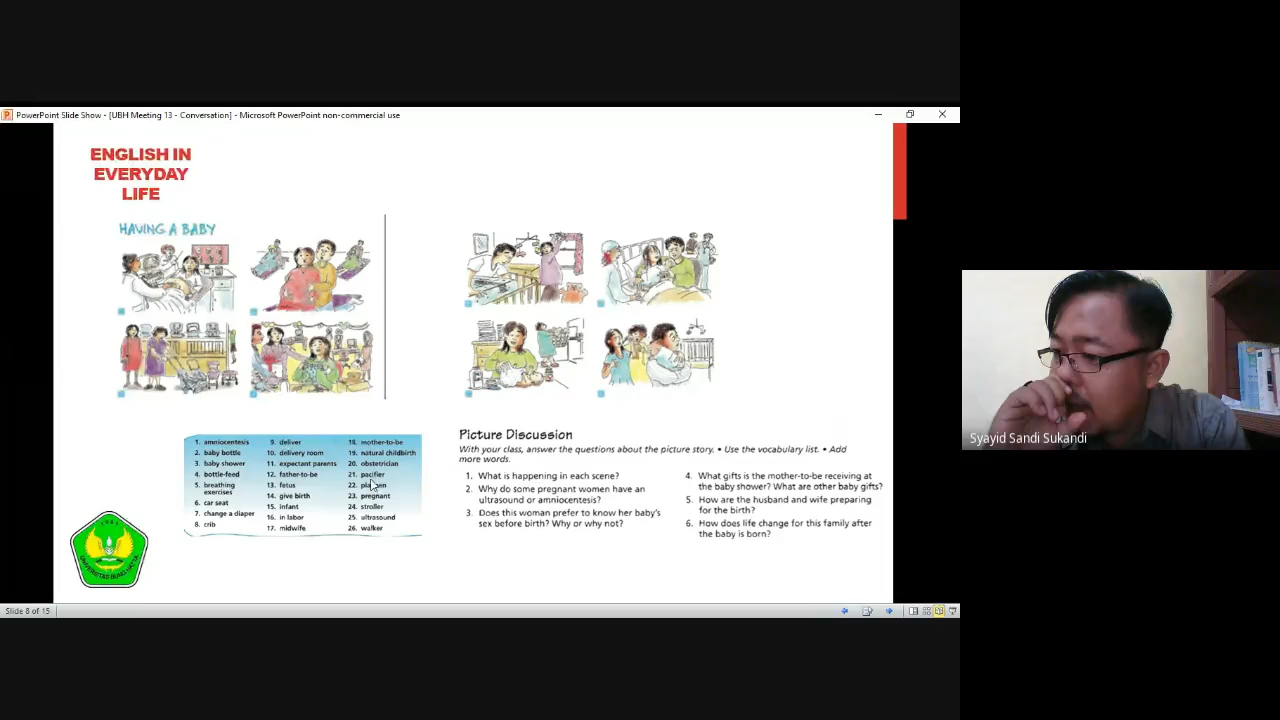 PowerPoint Slide Show - [UBH Meeting 13 - Conversation] - Microsoft PowerPoint non-commercial use
ENGLISH IN
EVERYDAY
LIFE
HAVING A BABY
1. amniocentesis
2. baby bottle
3. baby shower
4. bottle-feed
5. breathing
exercises
6. car seat
7. change a diaper
8. crib
9. deliver
10. delivery room
11. expectant parents
12. father-to-be
13. fetus
14. give birth
15. infant
16. in labor
17. midwife
18. mother-to-be
19. natural childbirth
20. obstetrician
21. pacifier
22.
23. pregnant
24. stroller
25. ultrasound
26. walker
Picture Discussion
With your class, answer the questions about the picture story. • Use the vocabulary list. • Add
more words.
1. What is happening in each scene?
2. Why do some pregnant women have an
ultrasound or amniocentesis?
3. Does this woman prefer to know her baby's
sex before birth? Why or why not?
4. What gifts is the mother-to-be receiving at
the baby shower? What are other baby gifts?
5. How are the husband and wife preparing
for the birth?
6. How does life change for this family after
the baby is born?
UNIVERSITAS BUNG HATTA
Slide 8 of 15
Syayid Sandi Sukandi